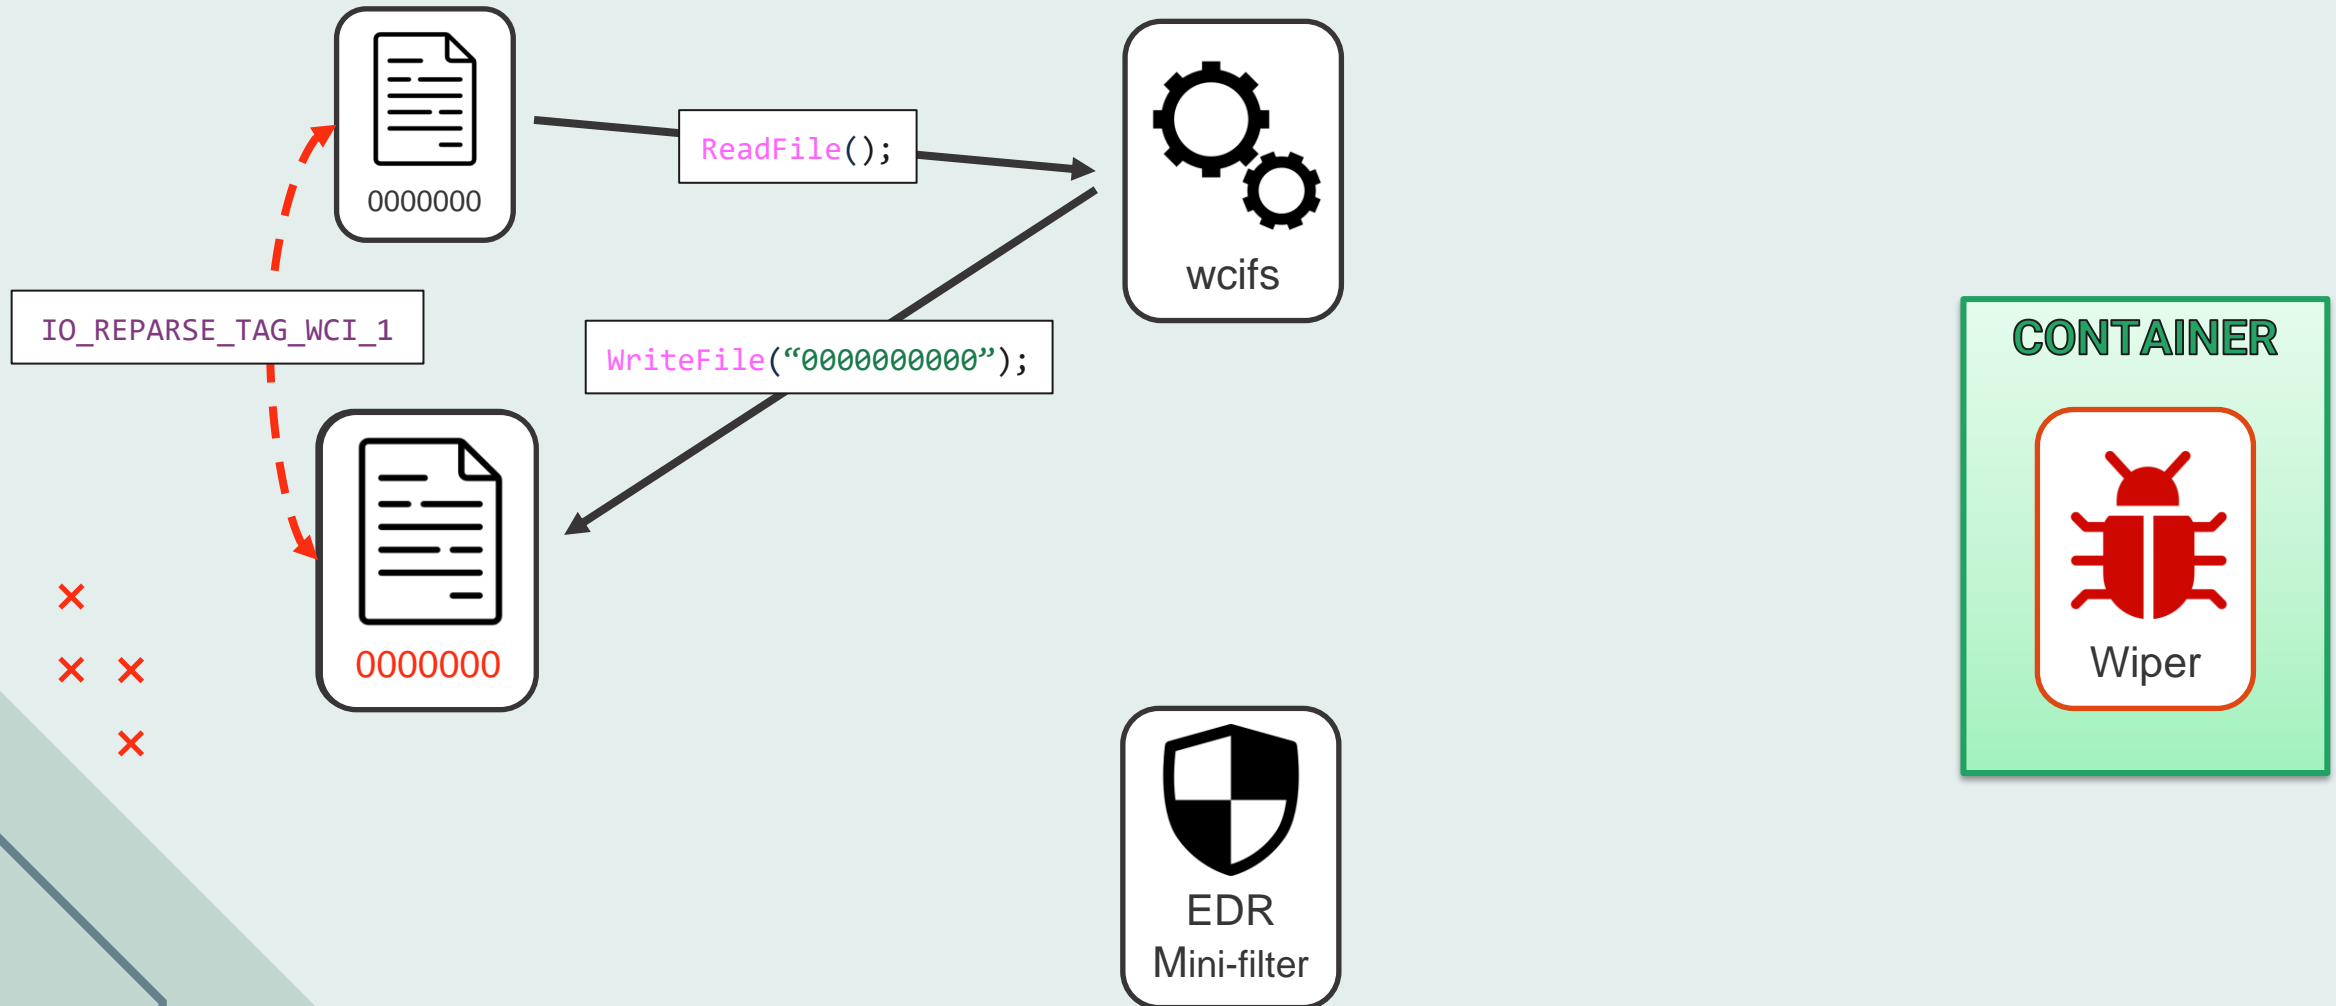 0000000
ReadFile();
wcifs
IO_REPARSE_TAG_WCI_1
WriteFile(“0000000000”);
CONTAINER
0000000
Wiper
EDR
Mini-filter